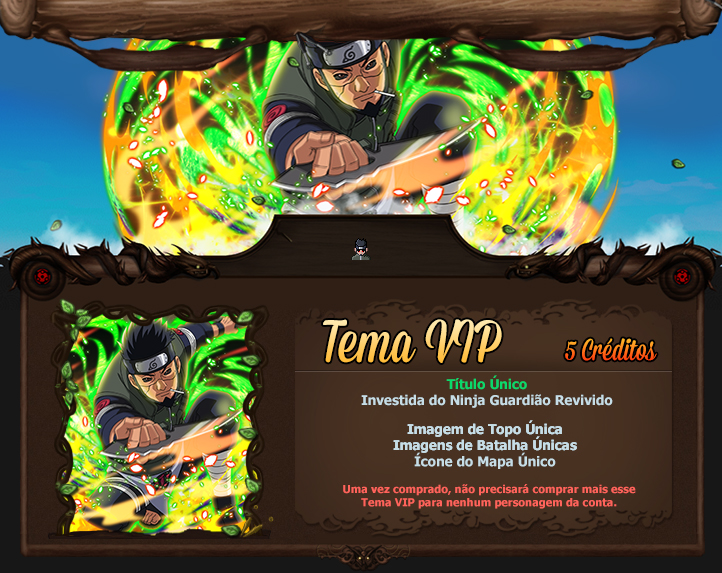 Tema VIP
5 Créditos
Título Único
Investida do Ninja Guardião Revivido
Imagem de Topo Única
Imagens de Batalha Únicas
Ícone do Mapa Único
Uma vez comprado, não precisará comprar mais esse
Tema VIP para nenhum personagem da conta.